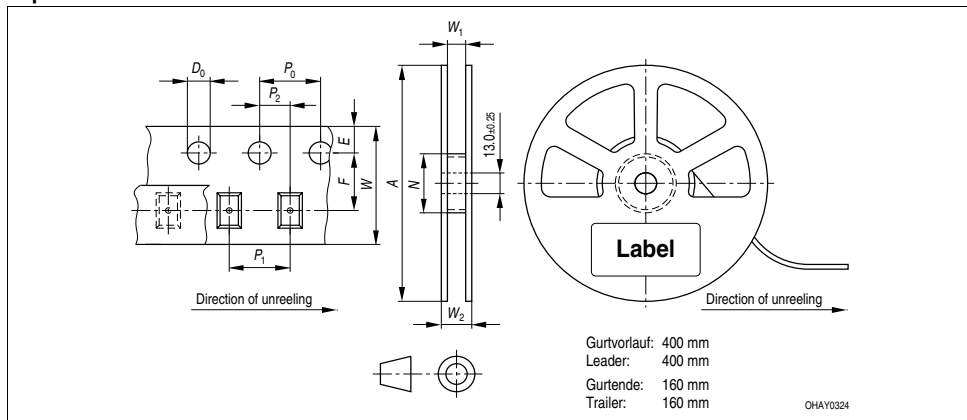 W1
D0
P0
P2
E
F
W
A
N
13.0±0.25
P1
Label
Direction of unreeling
W2
Direction of unreeling
Gurtvorlauf: 400 mm
Leader: 400 mm
Gurtende: 160 mm
Trailer: 160 mm
OHAY0324